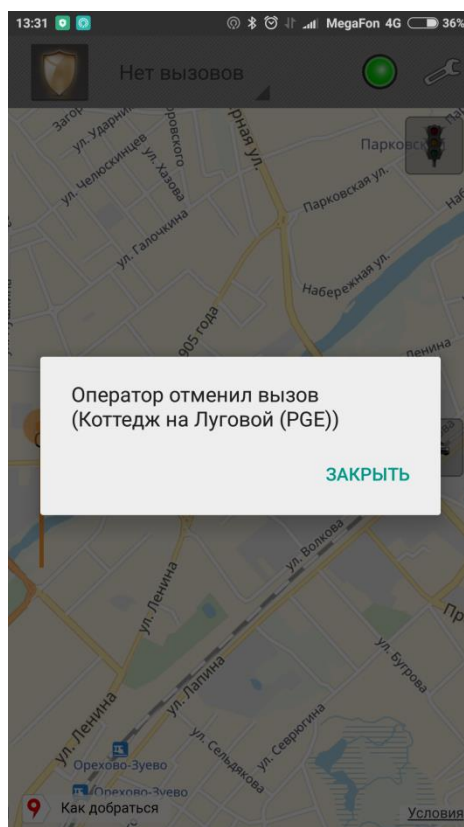 13:31
MegaFon 4G
36%
Нет вызовов
ул. Челюскинцев
ул. Хазова
ул. Галочкина
Парковская ул.
Набережная ул.
905 года
Ленина
Оператор отменил вызов
(Коттедж на Луговой (PGE))
ЗАКРЫТЬ
ул. Волкова
ул. Ленина
ул. Лапина
ул. Бугрова
ул. Ленина
ул. Севрюгина
ул. Сельдякова
Орехово-Зуево
Орехово-Зуево
Как добраться
Условия